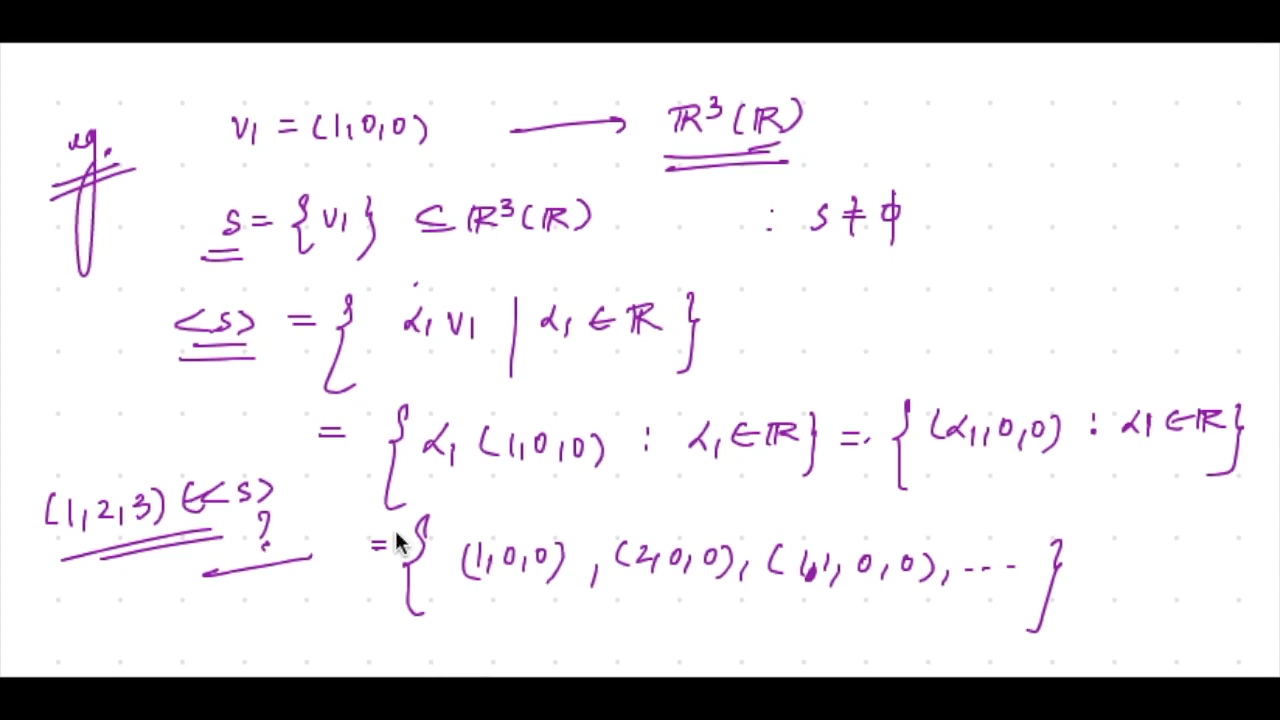 eg. v₁ = (1,0,0) ⟶ ℝ³(ℝ)
S = { v₁ } ⊆ ℝ³(ℝ) : S ≠ ϕ
<S> = { α₁ v₁ | α₁ ∈ ℝ }
= { α₁ (1,0,0) : α₁ ∈ ℝ } = { (α₁,0,0) : α₁ ∈ ℝ }
(1,2,3) ∈ <S> ?
= { (1,0,0) , (2,0,0), ( , 0, 0), --- }